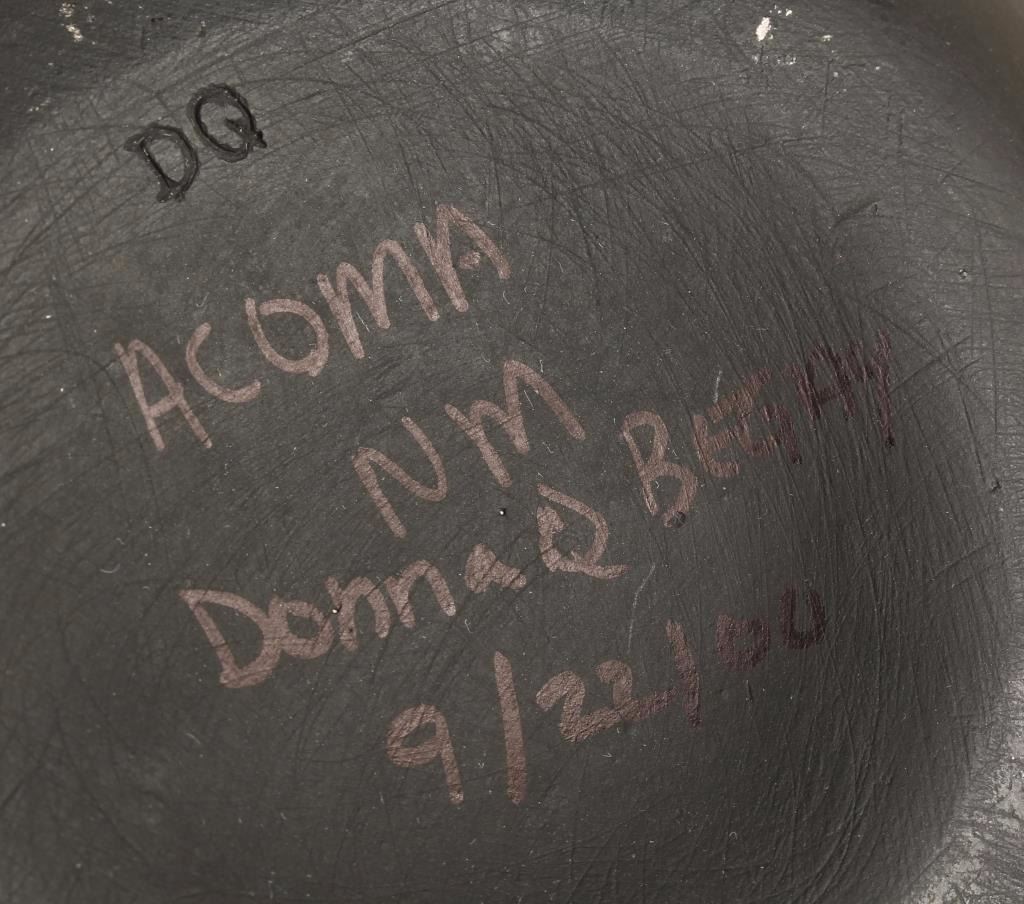 DQ
ACOMA
NM
Donna Q BEGAY
9/22/00